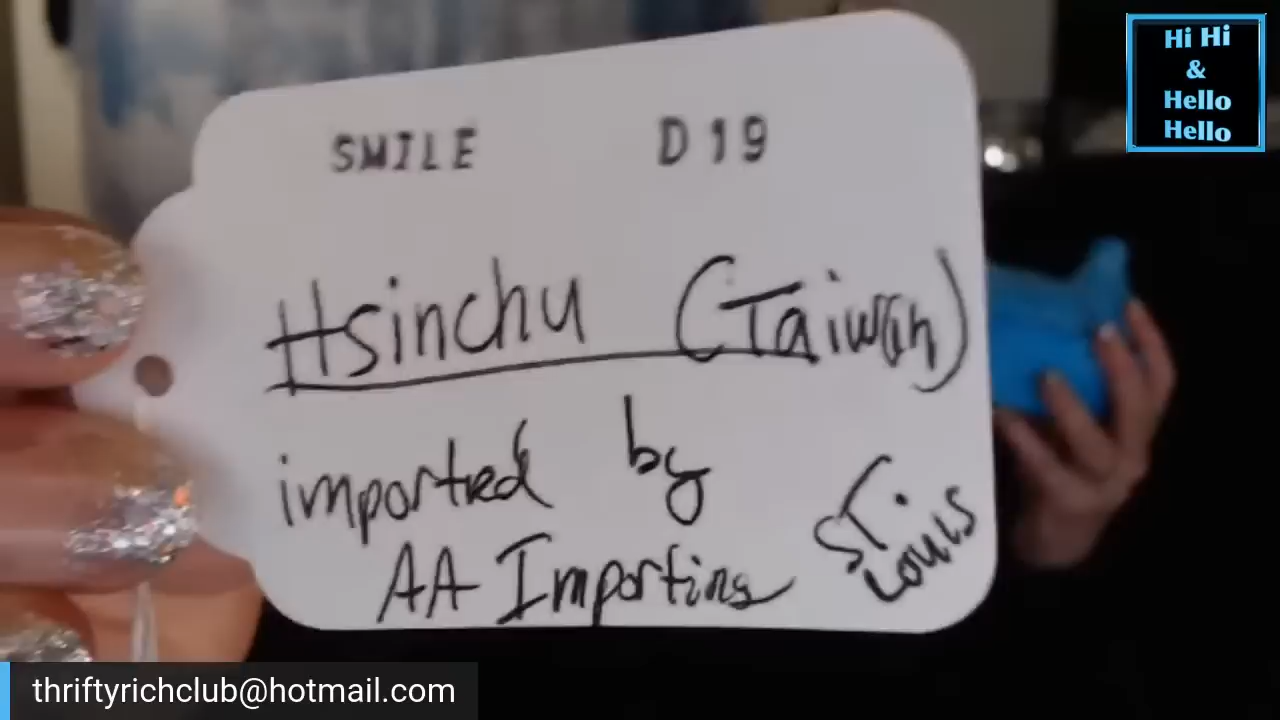 SMILE D19
Hsinchu (Taiwan)
imported by
AA Importing ST. Louis
Hi Hi
&
Hello
Hello
thriftyrichclub@hotmail.com